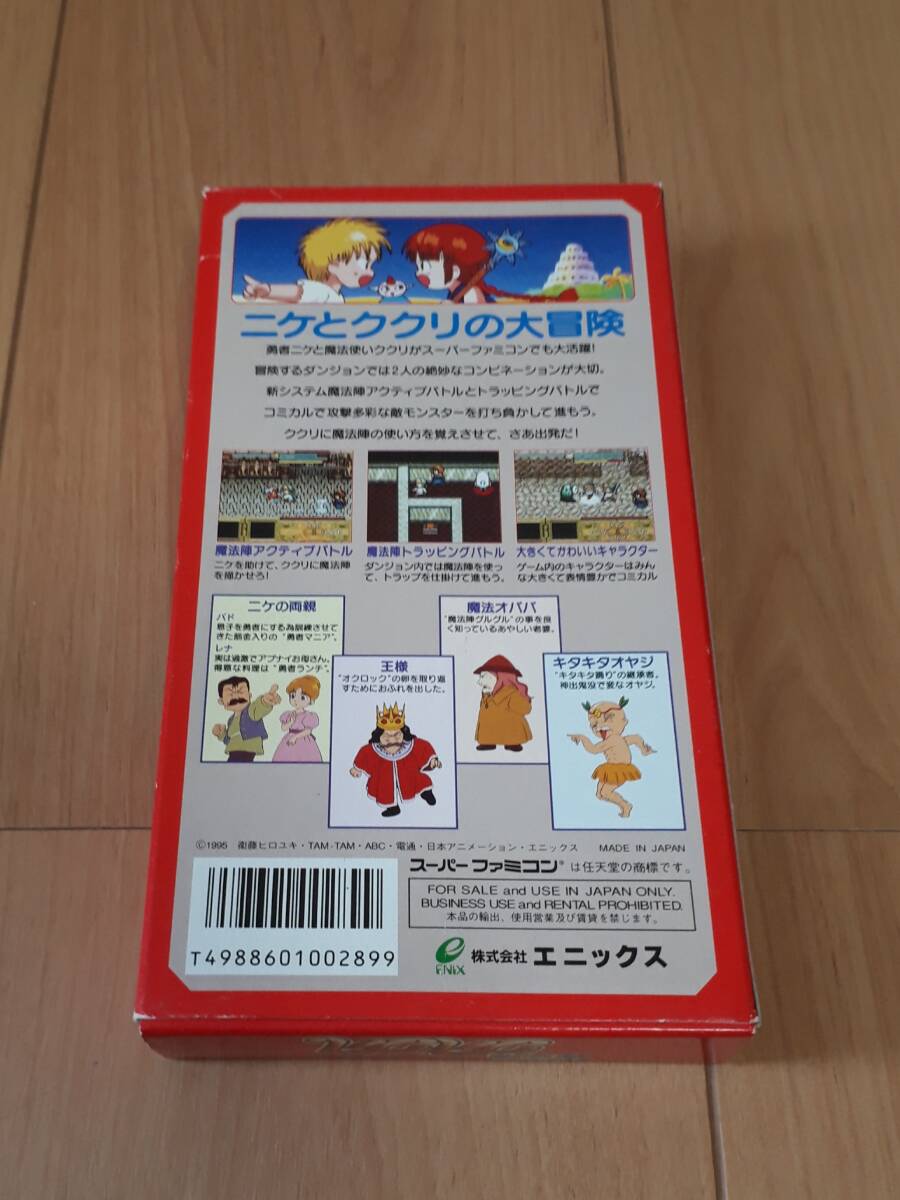 ニケとククリの大冒険
勇者ニケと魔法使いククリがスーパーファミコンでも大活躍!
冒険するダンジョンでは2人の絶妙なコンビネーションが大切。
新システム魔法陣アクティブバトルとトラッピングバトルで
コミカルで攻撃多彩な敵モンスターを打ち負かして進もう。
ククリに魔法陣の使い方を覚えさせて、さあ出発だ!
魔法陣アクティブバトル
ニケを助けて、ククリに魔法陣
を描かせろ!
魔法陣トラッピングバトル
ダンジョン内では魔法陣を使っ
て、トラップを仕掛けて進もう。
大きくてかわいいキャラクター
ゲーム内のキャラクターはみん
な大きくて表情豊かでコミカル
ニケの両親
バド
息子を勇者にする為訓練させて
きた筋金入りの“勇者マニア”。
レナ
実は過激でアブナイお母さん。
得意な料理は“勇者ランチ”。
王様
“オクロック”の卵を取り返
すためにおふれを出した。
魔法オババ
“魔法陣グルグル”の事を良
く知っているあやしい老婆。
キタキタオヤジ
“キタキタ踊り”の継承者。
神出鬼没で変なオヤジ。
©1995 衛藤ヒロユキ・TAM-TAM・ABC・電通・日本アニメーション・エニックス MADE IN JAPAN
スーパーファミコン®は任天堂の商標です。
FOR SALE and USE IN JAPAN ONLY.
BUSINESS USE and RENTAL PROHIBITED.
本品の輸出、使用営業及び賃貸を禁じます。
T4988601002899
ENIX
株式会社 エニックス